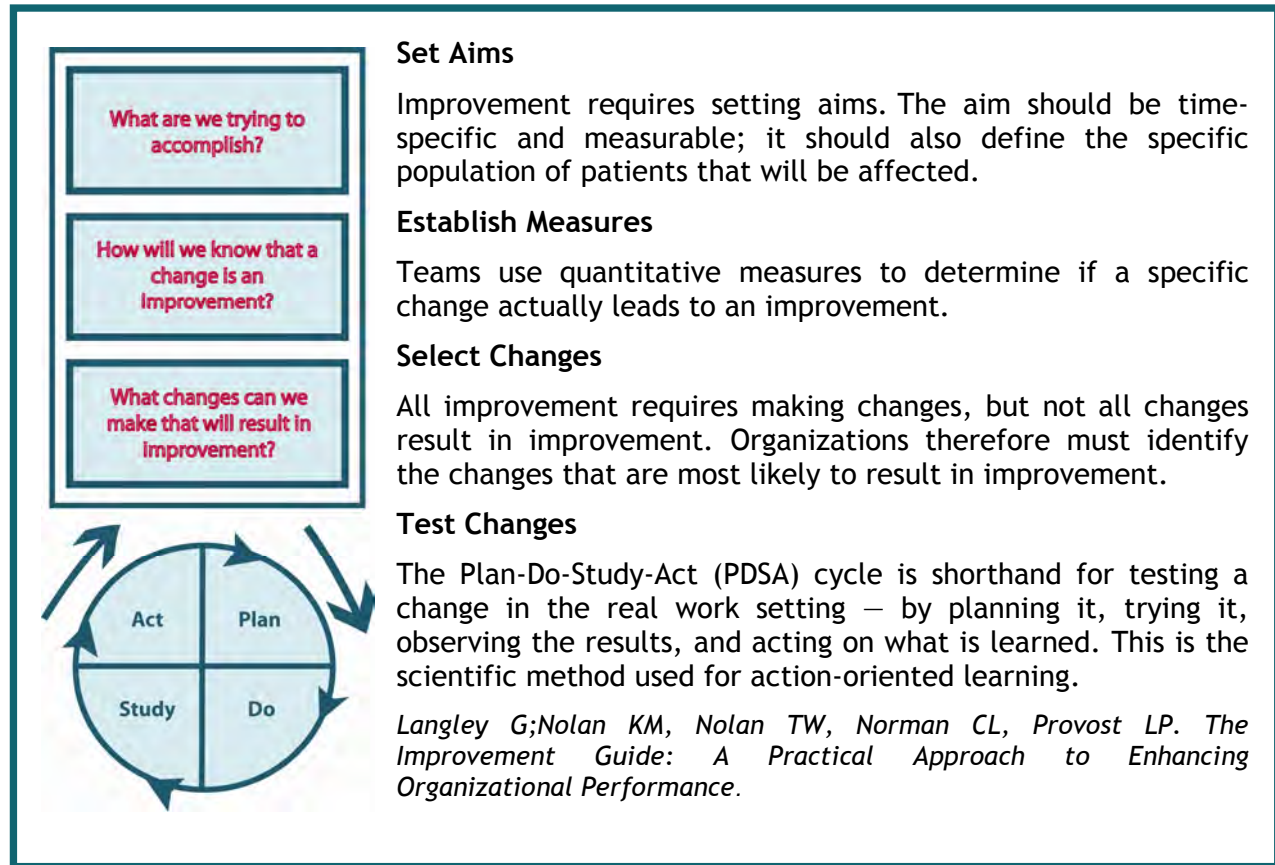 What are we trying to
accomplish?
How will we know that a
change is an
improvement?
What changes can we
make that will result in
improvement?
Act
Plan
Study
Do
Set Aims
Improvement requires setting aims. The aim should be time-
specific and measurable; it should also define the specific
population of patients that will be affected.
Establish Measures
Teams use quantitative measures to determine if a specific
change actually leads to an improvement.
Select Changes
All improvement requires making changes, but not all changes
result in improvement. Organizations therefore must identify
the changes that are most likely to result in improvement.
Test Changes
The Plan-Do-Study-Act (PDSA) cycle is shorthand for testing a
change in the real work setting — by planning it, trying it,
observing the results, and acting on what is learned. This is the
scientific method used for action-oriented learning.
Langley G;Nolan KM, Nolan TW, Norman CL, Provost LP. The
Improvement Guide: A Practical Approach to Enhancing
Organizational Performance.